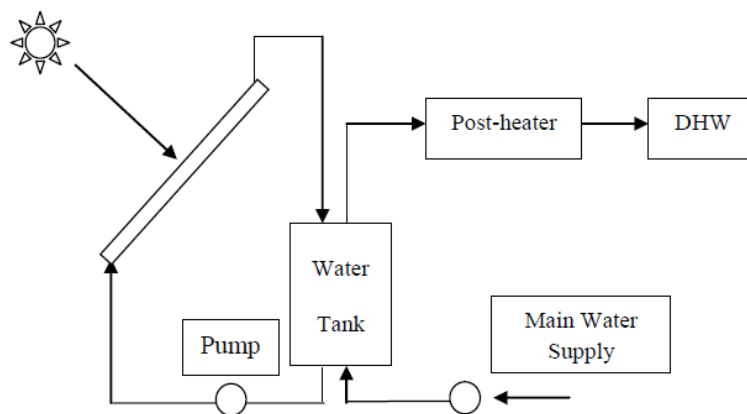 Post-heater
DHW
Water
Tank
Pump
Main Water
Supply